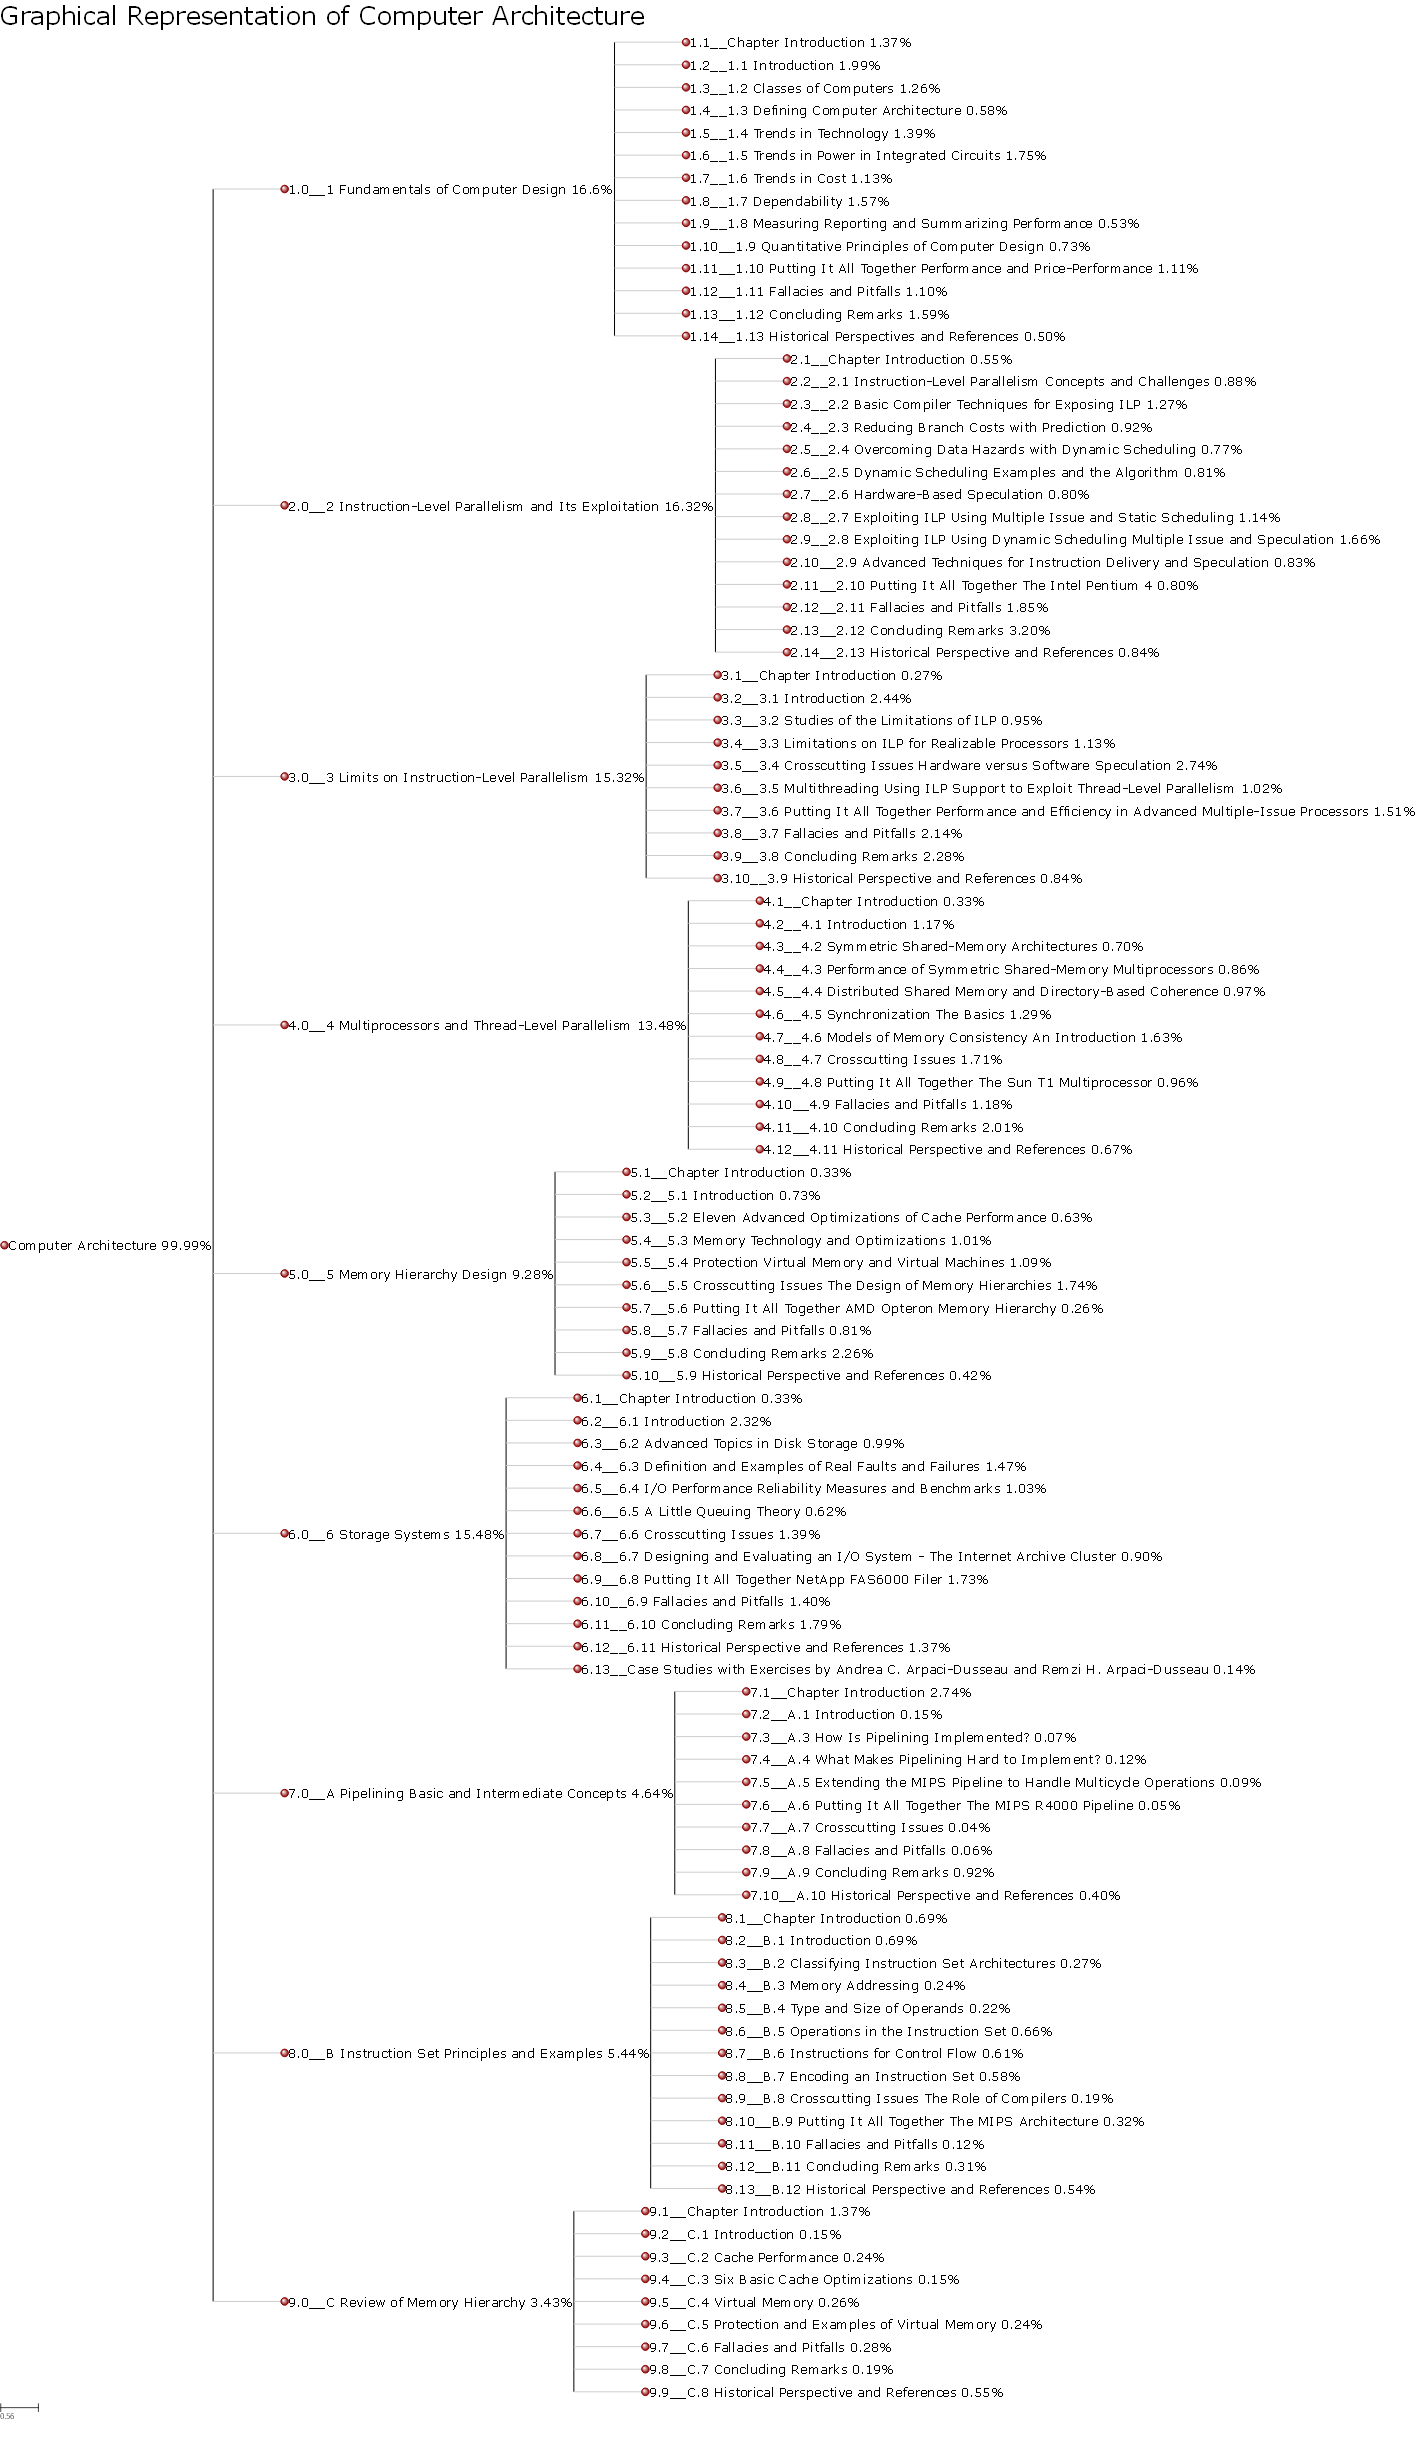 Graphical Representation of Computer Architecture
1.1__Chapter Introduction 1.37%
1.2__1.1 Introduction 1.99%
1.3__1.2 Classes of Computers 1.26%
1.4__1.3 Defining Computer Architecture 0.58%
1.5__1.4 Trends in Technology 1.39%
1.6__1.5 Trends in Power in Integrated Circuits 1.75%
1.7__1.6 Trends in Cost 1.13%
1.0__1 Fundamentals of Computer Design 16.6%
1.8__1.7 Dependability 1.57%
1.9__1.8 Measuring Reporting and Summarizing Performance 0.53%
1.10__1.9 Quantitative Principles of Computer Design 0.73%
1.11__1.10 Putting It All Together Performance and Price-Performance 1.11%
1.12__1.11 Fallacies and Pitfalls 1.10%
1.13__1.12 Concluding Remarks 1.59%
1.14__1.13 Historical Perspectives and References 0.50%
2.1__Chapter Introduction 0.55%
2.2__2.1 Instruction-Level Parallelism Concepts and Challenges 0.88%
2.3__2.2 Basic Compiler Techniques for Exposing ILP 1.27%
2.4__2.3 Reducing Branch Costs with Prediction 0.92%
2.5__2.4 Overcoming Data Hazards with Dynamic Scheduling 0.77%
2.6__2.5 Dynamic Scheduling Examples and the Algorithm 0.81%
2.7__2.6 Hardware-Based Speculation 0.80%
2.0__2 Instruction-Level Parallelism and Its Exploitation 16.32%
2.8__2.7 Exploiting ILP Using Multiple Issue and Static Scheduling 1.14%
2.9__2.8 Exploiting ILP Using Dynamic Scheduling Multiple Issue and Speculation 1.66%
2.10__2.9 Advanced Techniques for Instruction Delivery and Speculation 0.83%
2.11__2.10 Putting It All Together The Intel Pentium 4 0.80%
2.12__2.11 Fallacies and Pitfalls 1.85%
2.13__2.12 Concluding Remarks 3.20%
2.14__2.13 Historical Perspective and References 0.84%
3.1__Chapter Introduction 0.27%
3.2__3.1 Introduction 2.44%
3.3__3.2 Studies of the Limitations of ILP 0.95%
3.4__3.3 Limitations on ILP for Realizable Processors 1.13%
3.5__3.4 Crosscutting Issues Hardware versus Software Speculation 2.74%
3.0__3 Limits on Instruction-Level Parallelism 15.32%
3.6__3.5 Multithreading Using ILP Support to Exploit Thread-Level Parallelism 1.02%
3.7__3.6 Putting It All Together Performance and Efficiency in Advanced Multiple-Issue Processors 1.51%
3.8__3.7 Fallacies and Pitfalls 2.14%
3.9__3.8 Concluding Remarks 2.28%
3.10__3.9 Historical Perspective and References 0.84%
4.1__Chapter Introduction 0.33%
4.2__4.1 Introduction 1.17%
4.3__4.2 Symmetric Shared-Memory Architectures 0.70%
4.4__4.3 Performance of Symmetric Shared-Memory Multiprocessors 0.86%
4.5__4.4 Distributed Shared Memory and Directory-Based Coherence 0.97%
4.6__4.5 Synchronization The Basics 1.29%
4.0__4 Multiprocessors and Thread-Level Parallelism 13.48%
4.7__4.6 Models of Memory Consistency An Introduction 1.63%
4.8__4.7 Crosscutting Issues 1.71%
4.9__4.8 Putting It All Together The Sun T1 Multiprocessor 0.96%
4.10__4.9 Fallacies and Pitfalls 1.18%
4.11__4.10 Concluding Remarks 2.01%
4.12__4.11 Historical Perspective and References 0.67%
5.1__Chapter Introduction 0.33%
5.2__5.1 Introduction 0.73%
5.3__5.2 Eleven Advanced Optimizations of Cache Performance 0.63%
5.4__5.3 Memory Technology and Optimizations 1.01%
Computer Architecture 99.99%
5.5__5.4 Protection Virtual Memory and Virtual Machines 1.09%
5.0__5 Memory Hierarchy Design 9.28%
5.6__5.5 Crosscutting Issues The Design of Memory Hierarchies 1.74%
5.7__5.6 Putting It All Together AMD Opteron Memory Hierarchy 0.26%
5.8__5.7 Fallacies and Pitfalls 0.81%
5.9__5.8 Concluding Remarks 2.26%
5.10__5.9 Historical Perspective and References 0.42%
6.1__Chapter Introduction 0.33%
6.2__6.1 Introduction 2.32%
6.3__6.2 Advanced Topics in Disk Storage 0.99%
6.4__6.3 Definition and Examples of Real Faults and Failures 1.47%
6.5__6.4 I/O Performance Reliability Measures and Benchmarks 1.03%
6.6__6.5 A Little Queuing Theory 0.62%
6.0__6 Storage Systems 15.48%
6.7__6.6 Crosscutting Issues 1.39%
6.8__6.7 Designing and Evaluating an I/O System - The Internet Archive Cluster 0.90%
6.9__6.8 Putting It All Together NetApp FAS6000 Filer 1.73%
6.10__6.9 Fallacies and Pitfalls 1.40%
6.11__6.10 Concluding Remarks 1.79%
6.12__6.11 Historical Perspective and References 1.37%
6.13__Case Studies with Exercises by Andrea C. Arpaci-Dusseau and Remzi H. Arpaci-Dusseau 0.14%
7.1__Chapter Introduction 2.74%
7.2__A.1 Introduction 0.15%
7.3__A.3 How Is Pipelining Implemented? 0.07%
7.4__A.4 What Makes Pipelining Hard to Implement? 0.12%
7.5__A.5 Extending the MIPS Pipeline to Handle Multicycle Operations 0.09%
7.0__A Pipelining Basic and Intermediate Concepts 4.64%
7.6__A.6 Putting It All Together The MIPS R4000 Pipeline 0.05%
7.7__A.7 Crosscutting Issues 0.04%
7.8__A.8 Fallacies and Pitfalls 0.06%
7.9__A.9 Concluding Remarks 0.92%
7.10__A.10 Historical Perspective and References 0.40%
8.1__Chapter Introduction 0.69%
8.2__B.1 Introduction 0.69%
8.3__B.2 Classifying Instruction Set Architectures 0.27%
8.4__B.3 Memory Addressing 0.24%
8.5__B.4 Type and Size of Operands 0.22%
8.6__B.5 Operations in the Instruction Set 0.66%
8.0__B Instruction Set Principles and Examples 5.44%
8.7__B.6 Instructions for Control Flow 0.61%
8.8__B.7 Encoding an Instruction Set 0.58%
8.9__B.8 Crosscutting Issues The Role of Compilers 0.19%
8.10__B.9 Putting It All Together The MIPS Architecture 0.32%
8.11__B.10 Fallacies and Pitfalls 0.12%
8.12__B.11 Concluding Remarks 0.31%
8.13__B.12 Historical Perspective and References 0.54%
9.1__Chapter Introduction 1.37%
9.2__C.1 Introduction 0.15%
9.3__C.2 Cache Performance 0.24%
9.4__C.3 Six Basic Cache Optimizations 0.15%
9.0__C Review of Memory Hierarchy 3.43%
9.5__C.4 Virtual Memory 0.26%
9.6__C.5 Protection and Examples of Virtual Memory 0.24%
9.7__C.6 Fallacies and Pitfalls 0.28%
9.8__C.7 Concluding Remarks 0.19%
9.9__C.8 Historical Perspective and References 0.55%
0.56